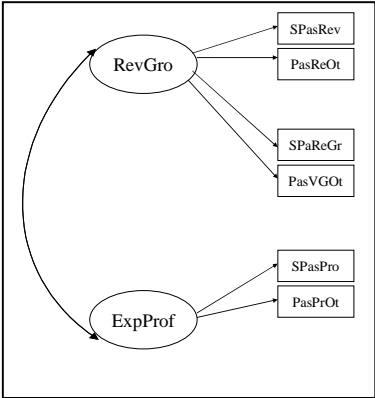 SPasRev
RevGro
PasReOt
SPaReGr
PasVGOt
SPasPro
ExpProf
PasPrOt